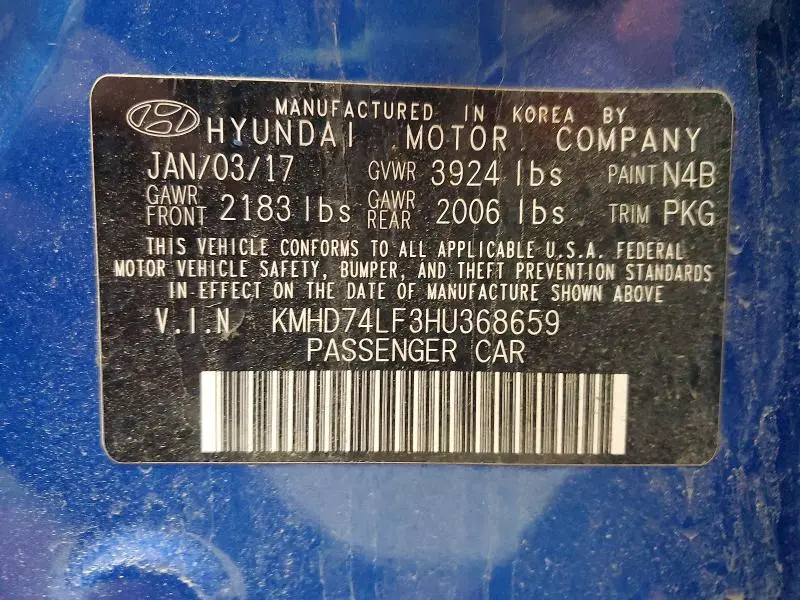 MANUFACTURED IN KOREA BY
HYUNDAI MOTOR COMPANY
JAN/03/17 GVWR 3924 lbs PAINT N4B
GAWR FRONT 2183 lbs GAWR REAR 2006 lbs TRIM PKG
THIS VEHICLE CONFORMS TO ALL APPLICABLE U.S.A. FEDERAL
MOTOR VEHICLE SAFETY, BUMPER, AND THEFT PREVENTION STANDARDS
IN EFFECT ON THE DATE OF MANUFACTURE SHOWN ABOVE
V.I.N KMHD74LF3HU368659
PASSENGER CAR